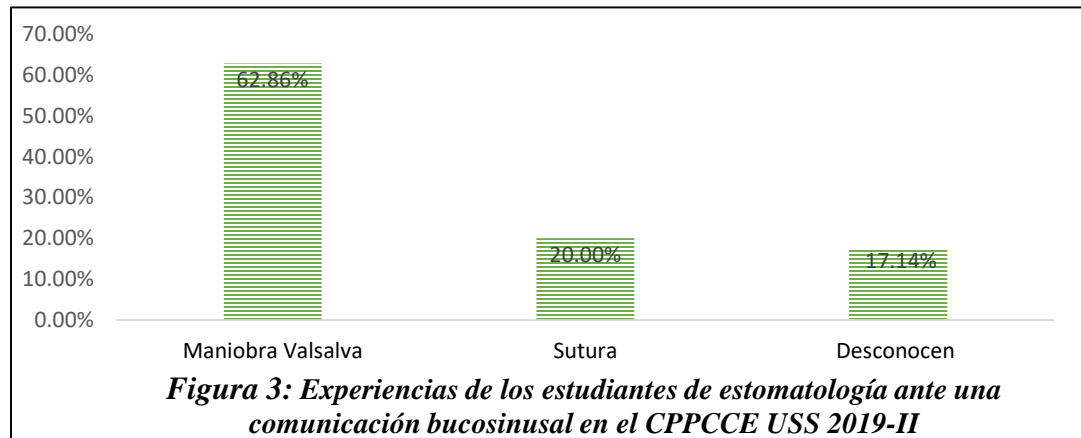 70.00%
60.00%
50.00%
40.00%
30.00%
20.00%
10.00%
0.00%
62.86%
20.00%
17.14%
Maniobra Valsalva
Sutura
Desconocen
Figura 3: Experiencias de los estudiantes de estomatología ante una
comunicación bucosinusal en el CPPCCE USS 2019-II